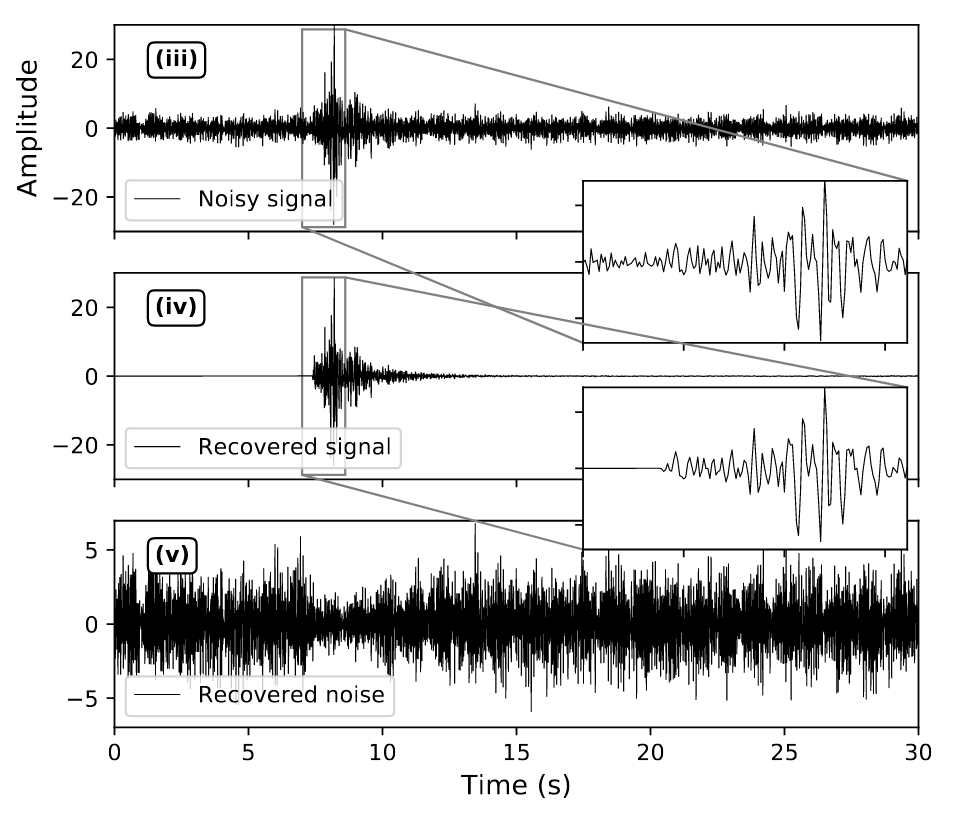 (iii)
20
0
−20
Amplitude
Noisy signal
(iv)
20
0
−20
Recovered signal
(v)
5
0
−5
Recovered noise
0 5 10 15 20 25 30
Time (s)